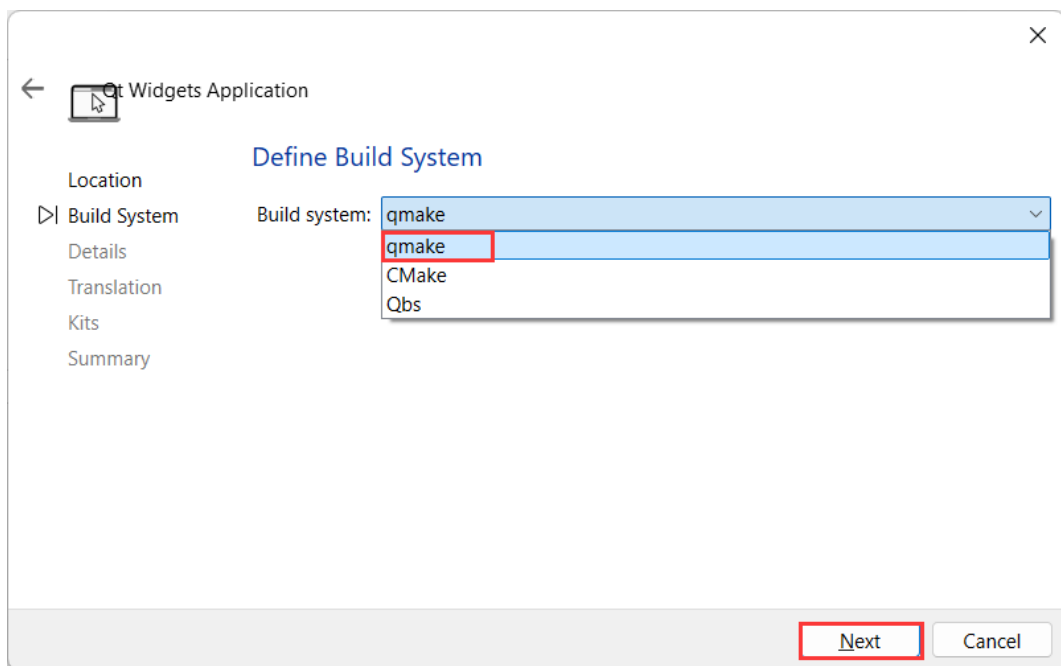 Qt Widgets Application
Define Build System
Location
Build System
Details
Translation
Kits
Summary
Build system: qmake
qmake
CMake
Qbs
Next
Cancel